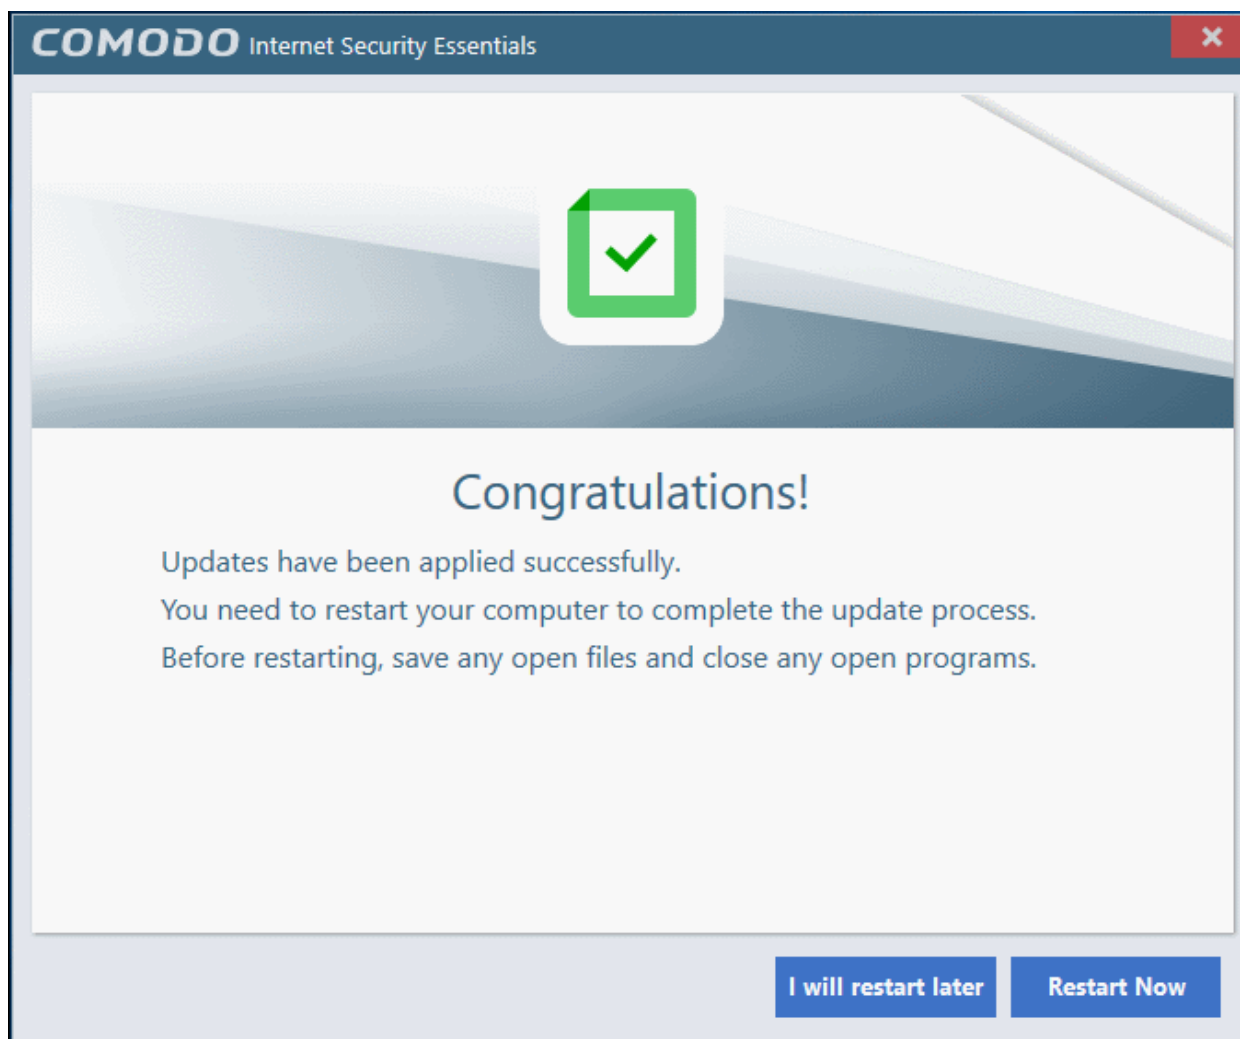 COMODO Internet Security Essentials
Congratulations!
Updates have been applied successfully.
You need to restart your computer to complete the update process.
Before restarting, save any open files and close any open programs.
I will restart later Restart Now